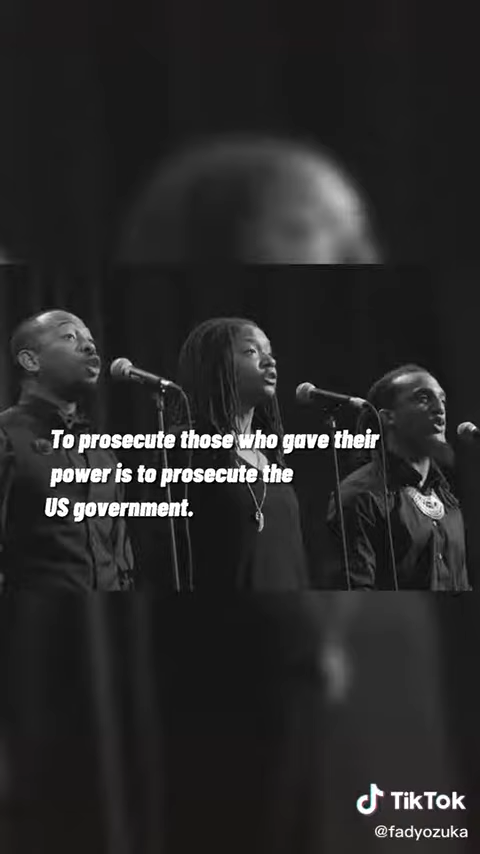 To prosecute those who gave their
power is to prosecute the
US government.
TikTok
@fadyozuka